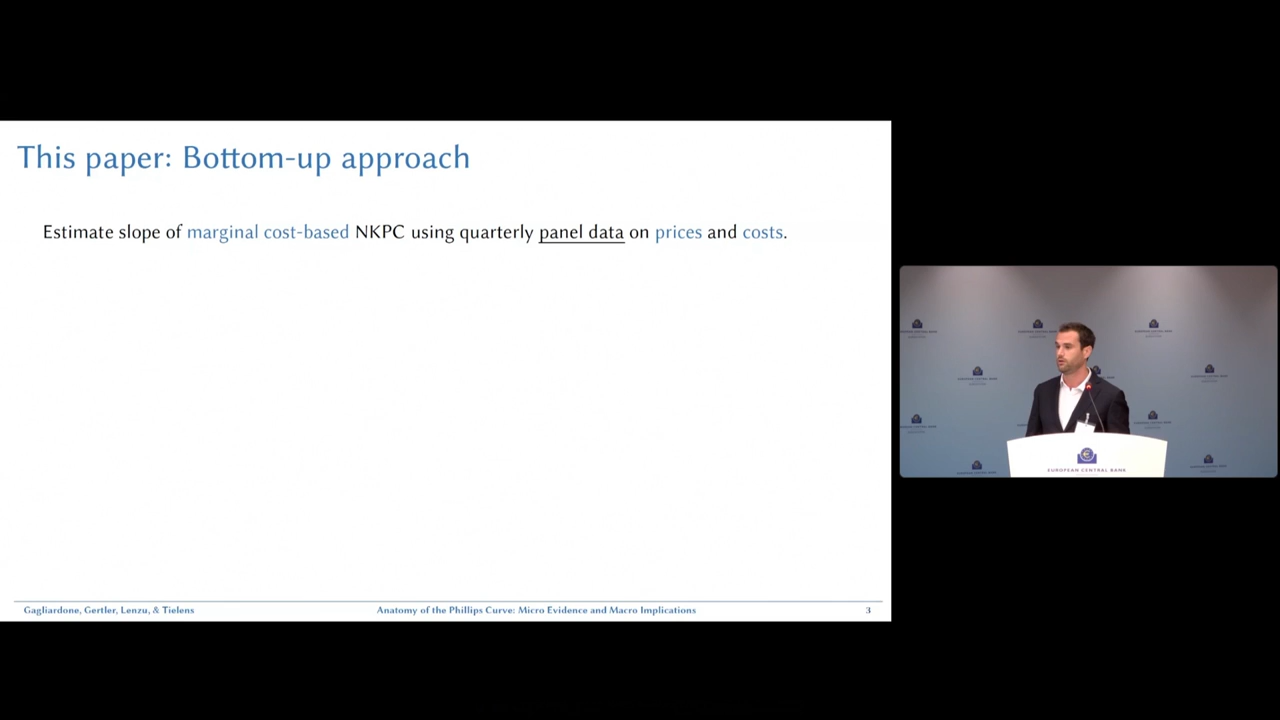 This paper: Bottom-up approach
Estimate slope of marginal cost-based NKPC using quarterly panel data on prices and costs.
Gagliardone, Gertler, Lenzu, & Tielens
Anatomy of the Phillips Curve: Micro Evidence and Macro Implications
3
EUROPEAN CENTRAL BANK